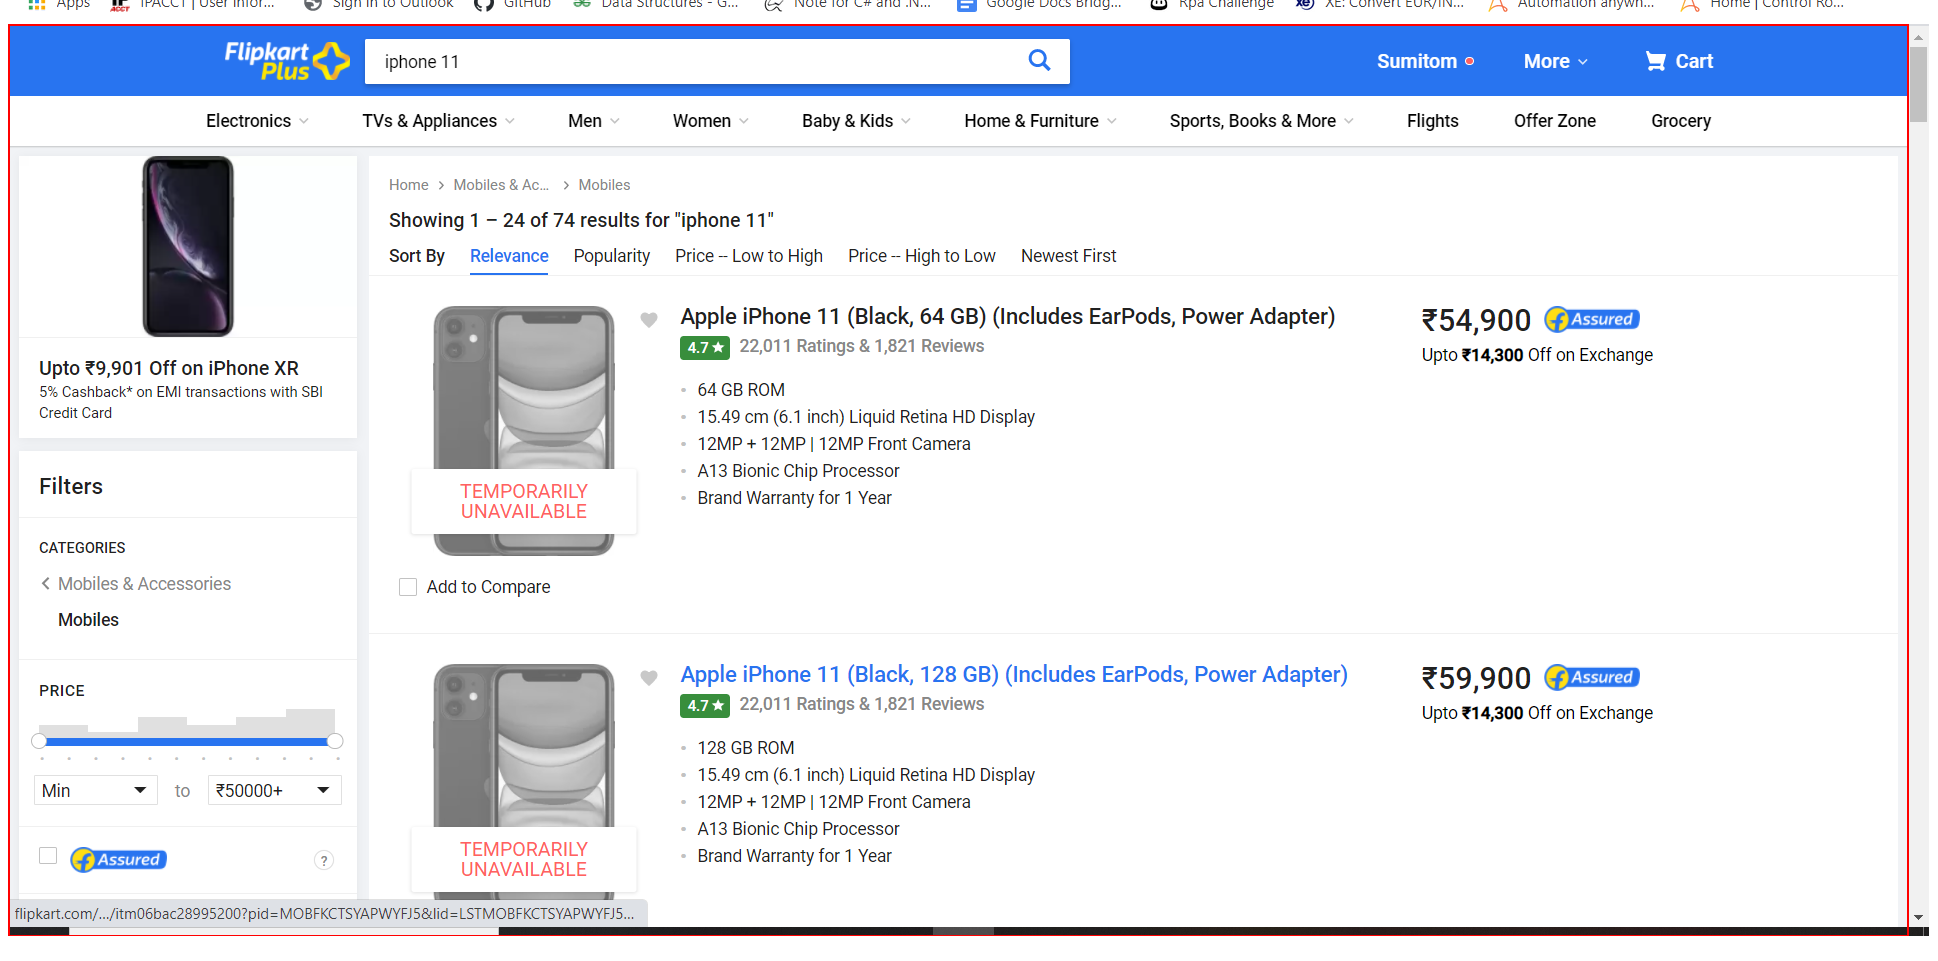 Apps IPACCT | User Infor... Sign in to Outlook GitHub Data Structures - G... Note for C# and .N... Google Docs Bridg... Rpa Challenge XE: Convert EUR/IN... Automation anywh... Home | Control Ro...
Flipkart Plus
iphone 11
Sumitom
More
Cart
Electronics TVs & Appliances Men Women Baby & Kids Home & Furniture Sports, Books & More Flights Offer Zone Grocery
Upto ₹9,901 Off on iPhone XR
5% Cashback* on EMI transactions with SBI
Credit Card
Filters
CATEGORIES
Mobiles & Accessories
Mobiles
PRICE
Min to ₹50000+
Assured ?
Home > Mobiles & Ac... > Mobiles
Showing 1 – 24 of 74 results for "iphone 11"
Sort By Relevance Popularity Price -- Low to High Price -- High to Low Newest First
Apple iPhone 11 (Black, 64 GB) (Includes EarPods, Power Adapter)
4.7★ 22,011 Ratings & 1,821 Reviews
64 GB ROM
15.49 cm (6.1 inch) Liquid Retina HD Display
12MP + 12MP | 12MP Front Camera
A13 Bionic Chip Processor
Brand Warranty for 1 Year
₹54,900 Assured
Upto ₹14,300 Off on Exchange
TEMPORARILY
UNAVAILABLE
Add to Compare
Apple iPhone 11 (Black, 128 GB) (Includes EarPods, Power Adapter)
4.7★ 22,011 Ratings & 1,821 Reviews
128 GB ROM
15.49 cm (6.1 inch) Liquid Retina HD Display
12MP + 12MP | 12MP Front Camera
A13 Bionic Chip Processor
Brand Warranty for 1 Year
₹59,900 Assured
Upto ₹14,300 Off on Exchange
TEMPORARILY
UNAVAILABLE
flipkart.com/.../itm06bac28995200?pid=MOBFKCTSYAPWYFJ5&lid=LSTMOBFKCTSYAPWYFJ5...